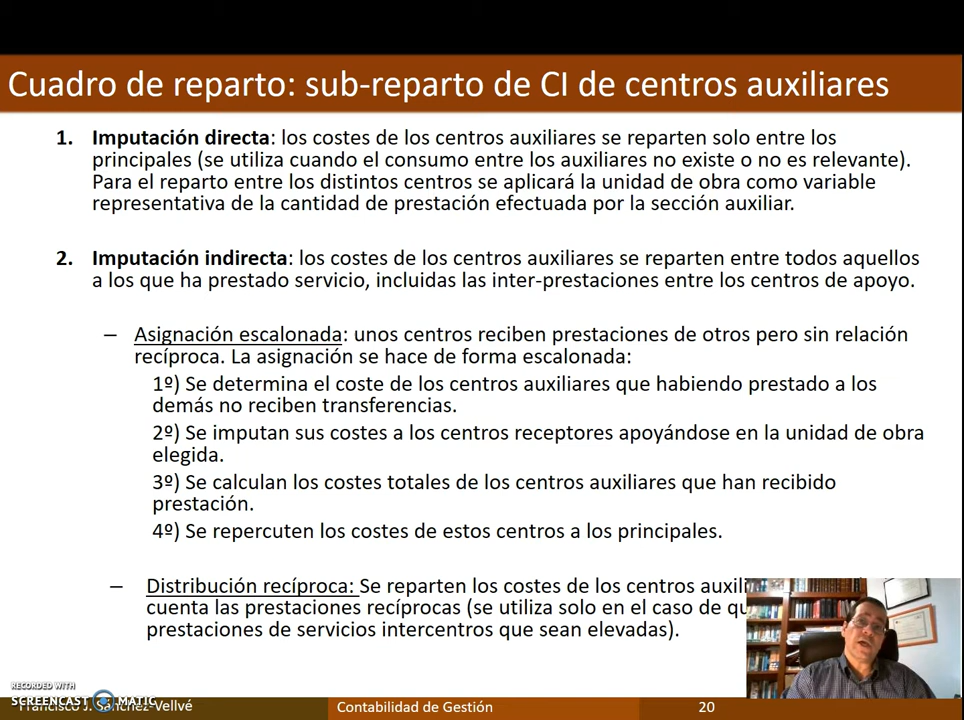 Cuadro de reparto: sub-reparto de CI de centros auxiliares
1. Imputación directa: los costes de los centros auxiliares se reparten solo entre los
principales (se utiliza cuando el consumo entre los auxiliares no existe o no es relevante).
Para el reparto entre los distintos centros se aplicará la unidad de obra como variable
representativa de la cantidad de prestación efectuada por la sección auxiliar.
2. Imputación indirecta: los costes de los centros auxiliares se reparten entre todos aquellos
a los que ha prestado servicio, incluidas las inter-prestaciones entre los centros de apoyo.
– Asignación escalonada: unos centros reciben prestaciones de otros pero sin relación
recíproca. La asignación se hace de forma escalonada:
1º) Se determina el coste de los centros auxiliares que habiendo prestado a los
demás no reciben transferencias.
2º) Se imputan sus costes a los centros receptores apoyándose en la unidad de obra
elegida.
3º) Se calculan los costes totales de los centros auxiliares que han recibido
prestación.
4º) Se repercuten los costes de estos centros a los principales.
– Distribución recíproca: Se reparten los costes de los centros
cuenta las prestaciones recíprocas (se utiliza solo en el caso de
prestaciones de servicios intercentros que sean elevadas).
RECORDED WITH
SCREENCAST MATIC
Francisco J. Sánchez-Vellvé
Contabilidad de Gestión
20